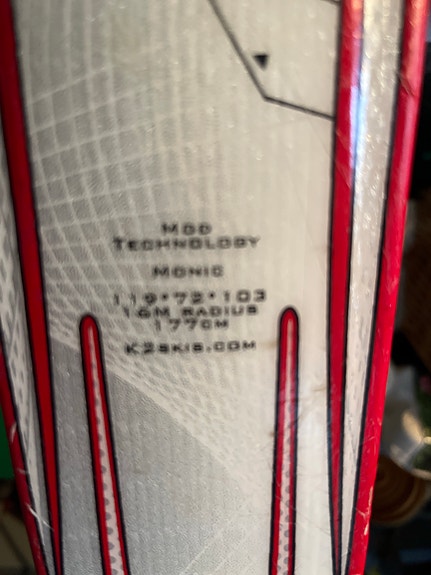 MOD
TECHNOLOGY
MONIC
119*72*103
16M RADIUS
177CM
K2SKIS.COM